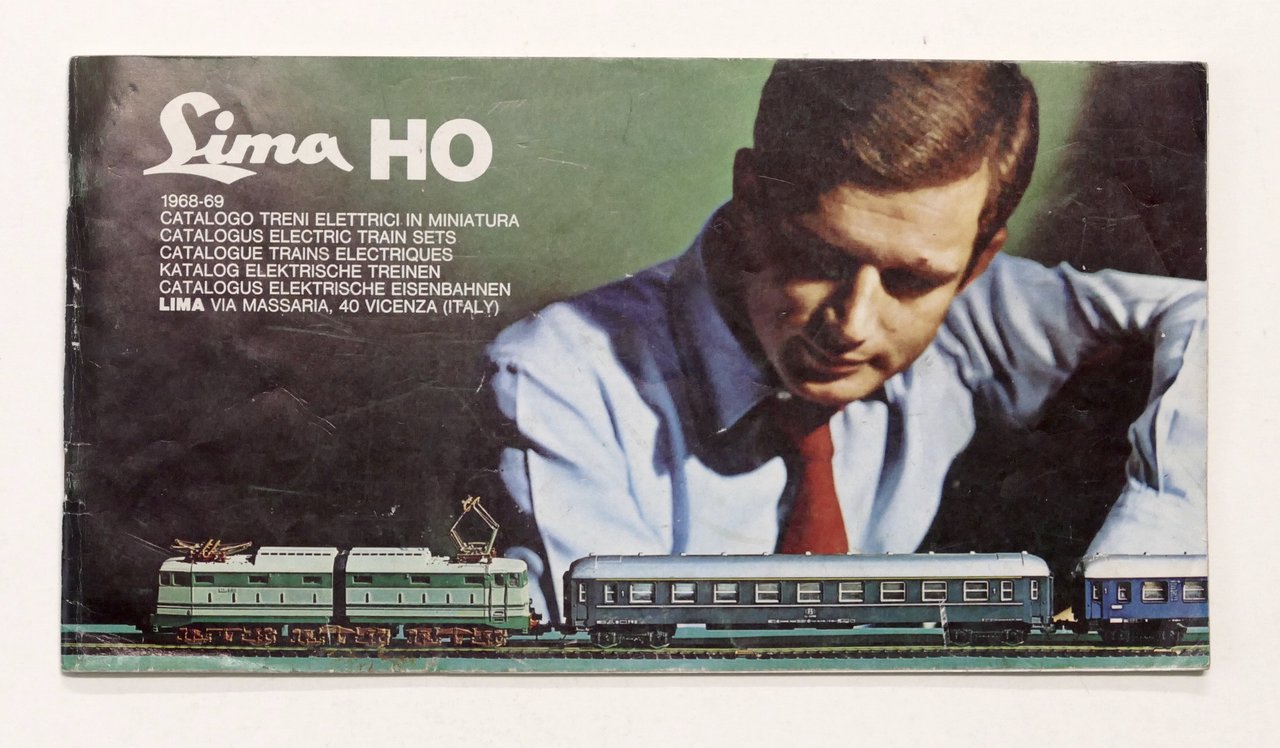 Lima HO
1968-69
CATALOGO TRENI ELETTRICI IN MINIATURA
CATALOGUS ELECTRIC TRAIN SETS
CATALOGUE TRAINS ELECTRIQUES
KATALOG ELEKTRISCHE TREINEN
CATALOGUS ELEKTRISCHE EISENBAHNEN
LIMA VIA MASSARIA, 40 VICENZA (ITALY)